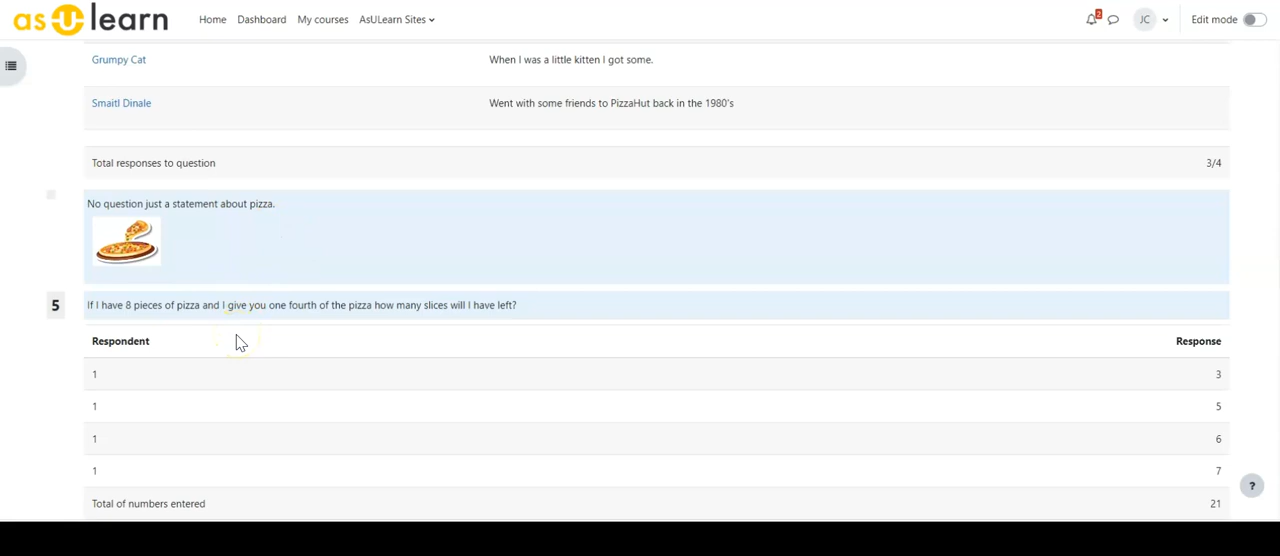 asUlearn Home Dashboard My courses AsULearn Sites 2 JC Edit mode
Grumpy Cat When I was a little kitten I got some.
Smaitl Dinale Went with some friends to PizzaHut back in the 1980's
Total responses to question 3/4
No question just a statement about pizza.
5 If I have 8 pieces of pizza and I give you one fourth of the pizza how many slices will I have left?
Respondent Response
1 3
1 5
1 6
1 7
?
Total of numbers entered 21